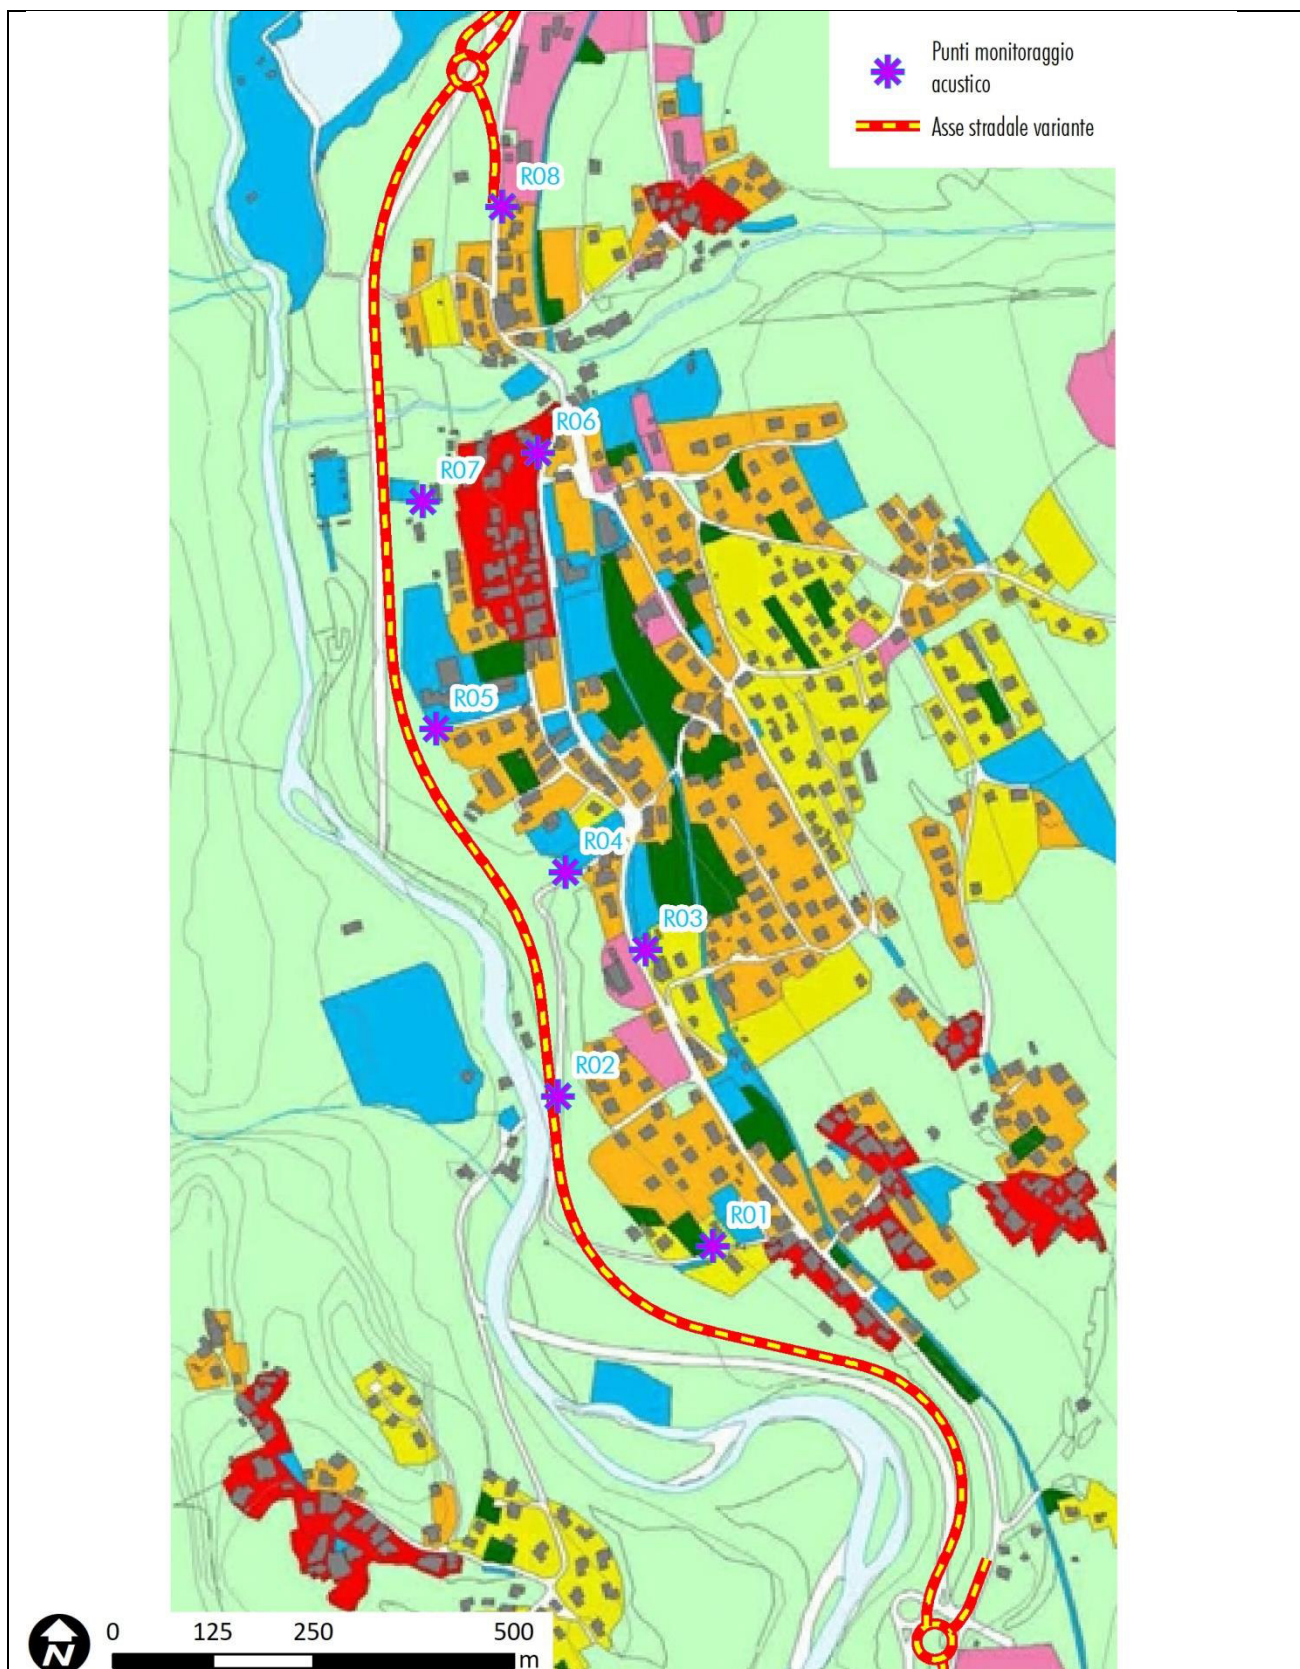 Punti monitoraggio
acustico
Asse stradale variante
R08
R06
R07
R05
R04
R03
R02
R01
N
0 125 250 500
m